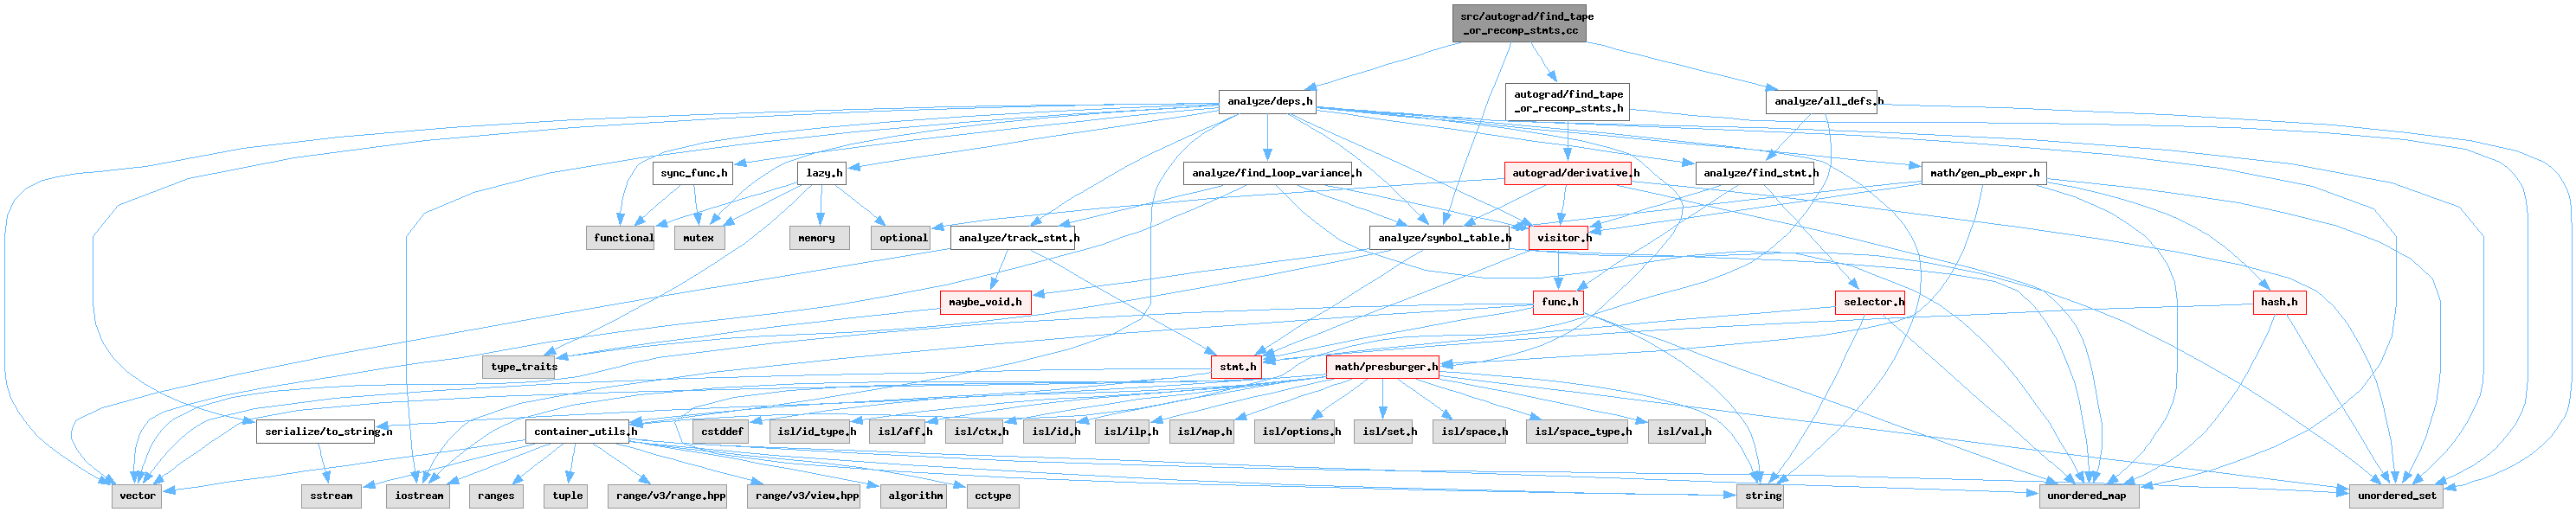 src/autograd/find_tape
_or_recomp_stmts.cc
analyze/deps.h
autograd/find_tape
_or_recomp_stmts.h
analyze/all_defs.h
sync_func.h
lazy.h
analyze/find_loop_variance.h
autograd/derivative.h
analyze/find_stmt.h
math/gen_pb_expr.h
functional
mutex
memory
optional
analyze/track_stmt.h
analyze/symbol_table.h
visitor.h
maybe_void.h
func.h
selector.h
hash.h
type_traits
stmt.h
math/presburger.h
serialize/to_string.h
container_utils.h
cstddef
isl/id_type.h
isl/aff.h
isl/ctx.h
isl/id.h
isl/ilp.h
isl/map.h
isl/options.h
isl/set.h
isl/space.h
isl/space_type.h
isl/val.h
vector
sstream
iostream
ranges
tuple
range/v3/range.hpp
range/v3/view.hpp
algorithm
cctype
string
unordered_map
unordered_set